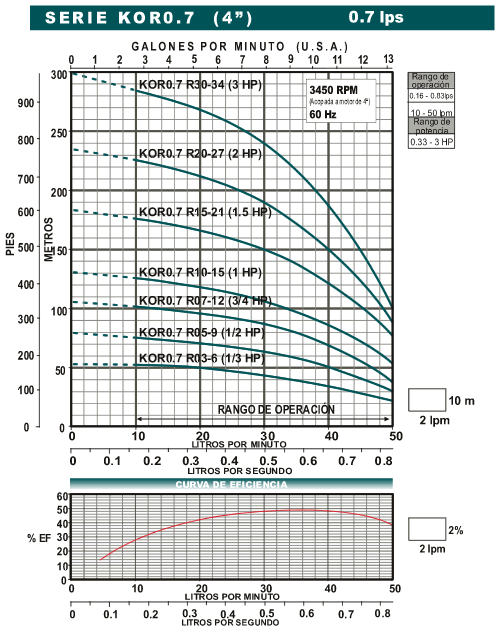 SERIE KOR0.7 (4") 0.7 lps
GALONES POR MINUTO (U.S.A.)
0 1 2 3 4 5 6 7 8 9 10 11 12 13
PIES
900
800
700
600
500
400
300
200
100
0
METROS
300
250
200
150
100
50
0
KOR0.7 R30-34 (3 HP)
KOR0.7 R20-27 (2 HP)
KOR0.7 R15-21 (1.5 HP)
KOR0.7 R10-15 (1 HP)
KOR0.7 R07-12 (3/4 HP)
KOR0.7 R05-9 (1/2 HP)
KOR0.7 R03-6 (1/3 HP)
3450 RPM
(Acopada a motor de 4")
60 Hz
Rango de
operación
0.16 - 0.83lps
10 - 50 lpm
Rango de
potencia
0.33 - 3 HP
RANGO DE OPERACIÓN
10 m
2 lpm
0 10 20 30 40 50
LITROS POR MINUTO
0 0.1 0.2 0.3 0.4 0.5 0.6 0.7 0.8
LITROS POR SEGUNDO
CURVA DE EFICIENCIA
% EF
60
50
40
30
20
10
0
2%
2 lpm
0 10 20 30 40 50
LITROS POR MINUTO
0 0.1 0.2 0.3 0.4 0.5 0.6 0.7 0.8
LITROS POR SEGUNDO